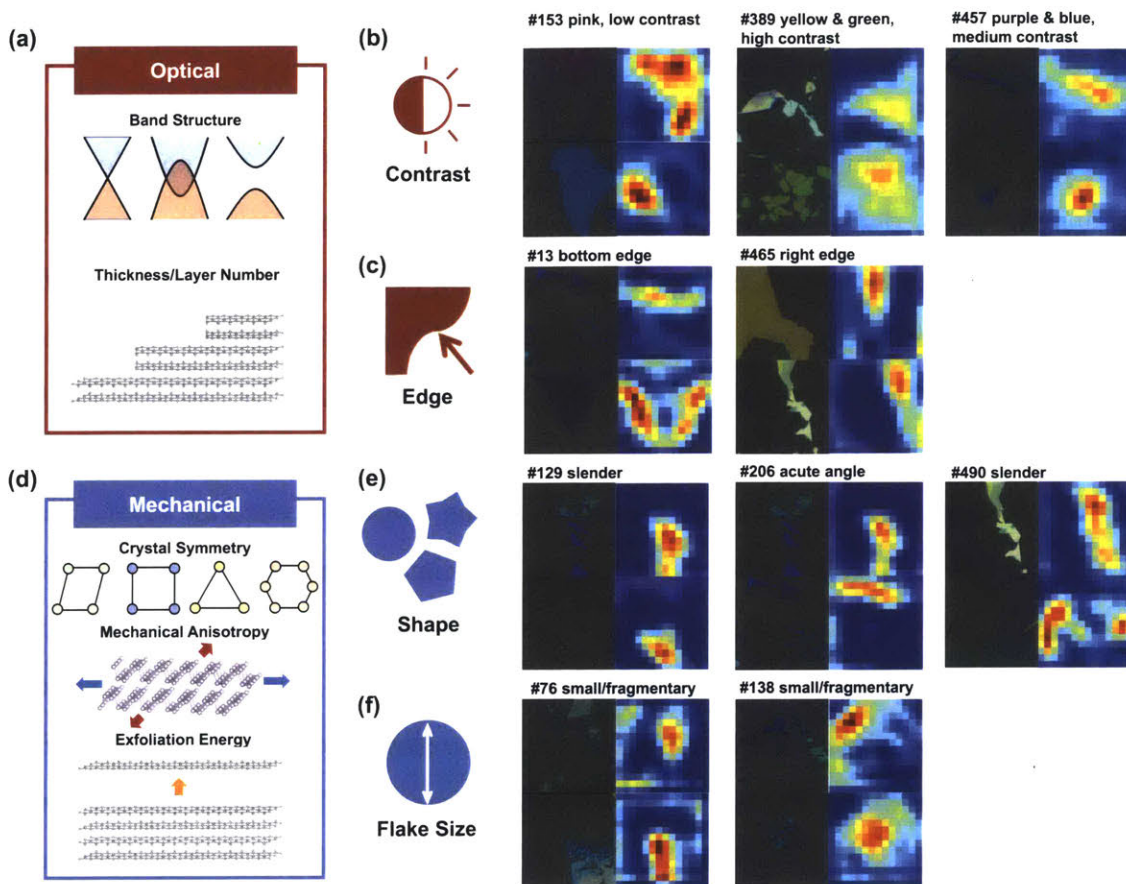 (a)
Optical
Band Structure
Thickness/Layer Number
(b)
Contrast
#153 pink, low contrast
#389 yellow & green,
high contrast
#457 purple & blue,
medium contrast
(c)
Edge
#13 bottom edge
#465 right edge
(d)
Mechanical
Crystal Symmetry
Mechanical Anisotropy
Exfoliation Energy
(e)
Shape
#129 slender
#206 acute angle
#490 slender
(f)
Flake Size
#76 small/fragmentary
#138 small/fragmentary